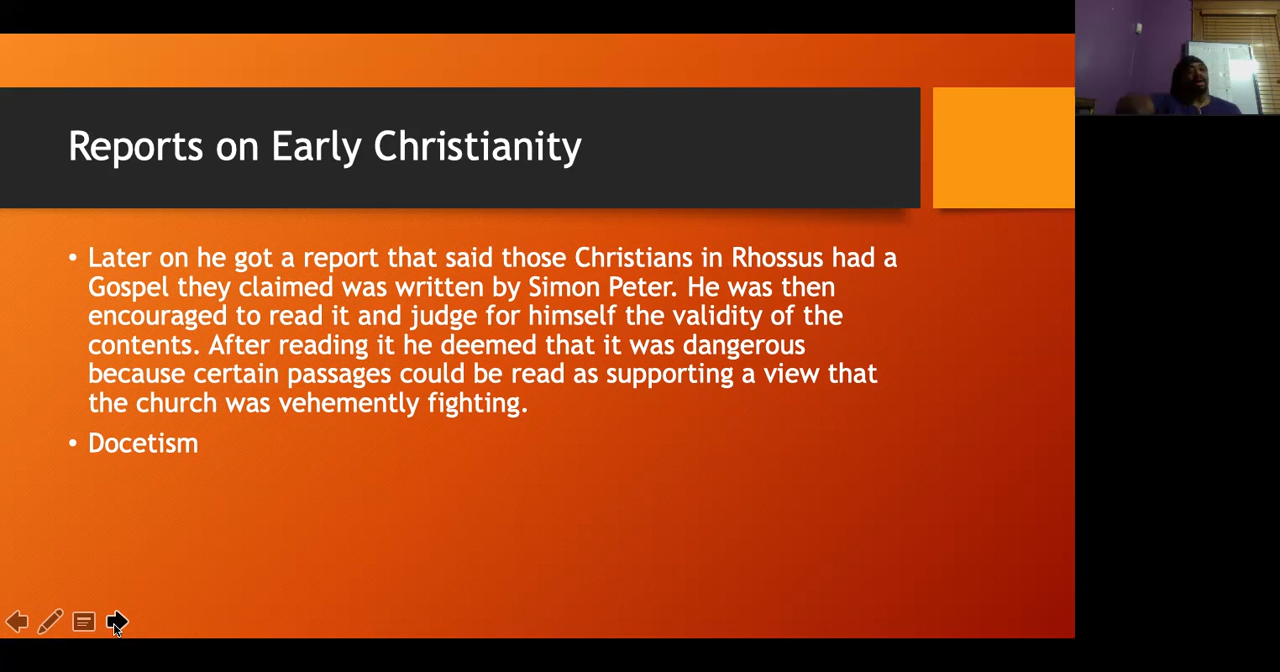 Reports on Early Christianity
• Later on he got a report that said those Christians in Rhossus had a
Gospel they claimed was written by Simon Peter. He was then
encouraged to read it and judge for himself the validity of the
contents. After reading it he deemed that it was dangerous
because certain passages could be read as supporting a view that
the church was vehemently fighting.
• Docetism